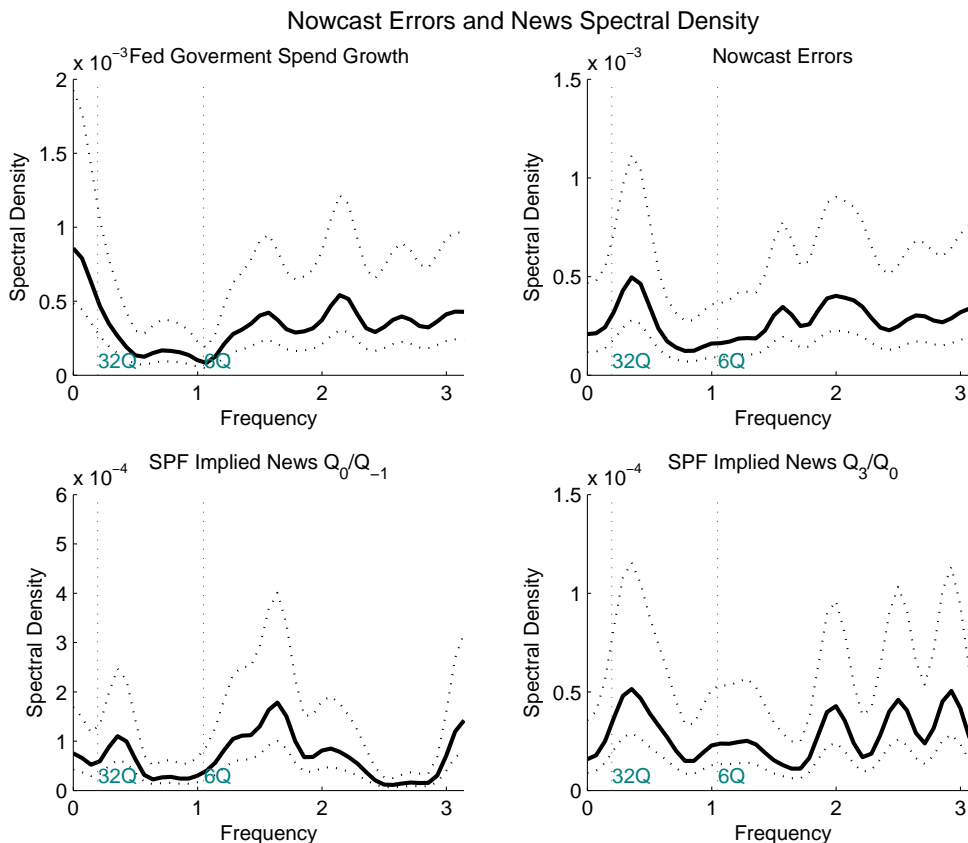 Nowcast Errors and News Spectral Density
x 10⁻³ Fed Goverment Spend Growth
2
1.5
1
0.5
0
Spectral Density
32Q
6Q
0 1 2 3
Frequency
x 10⁻³
Nowcast Errors
1.5
1
0.5
0
Spectral Density
32Q
6Q
0 1 2 3
Frequency
x 10⁻⁴
SPF Implied News Q₀/Q₋₁
6
5
4
3
2
1
0
Spectral Density
32Q
6Q
0 1 2 3
Frequency
x 10⁻⁴
SPF Implied News Q₃/Q₀
1.5
1
0.5
0
Spectral Density
32Q
6Q
0 1 2 3
Frequency